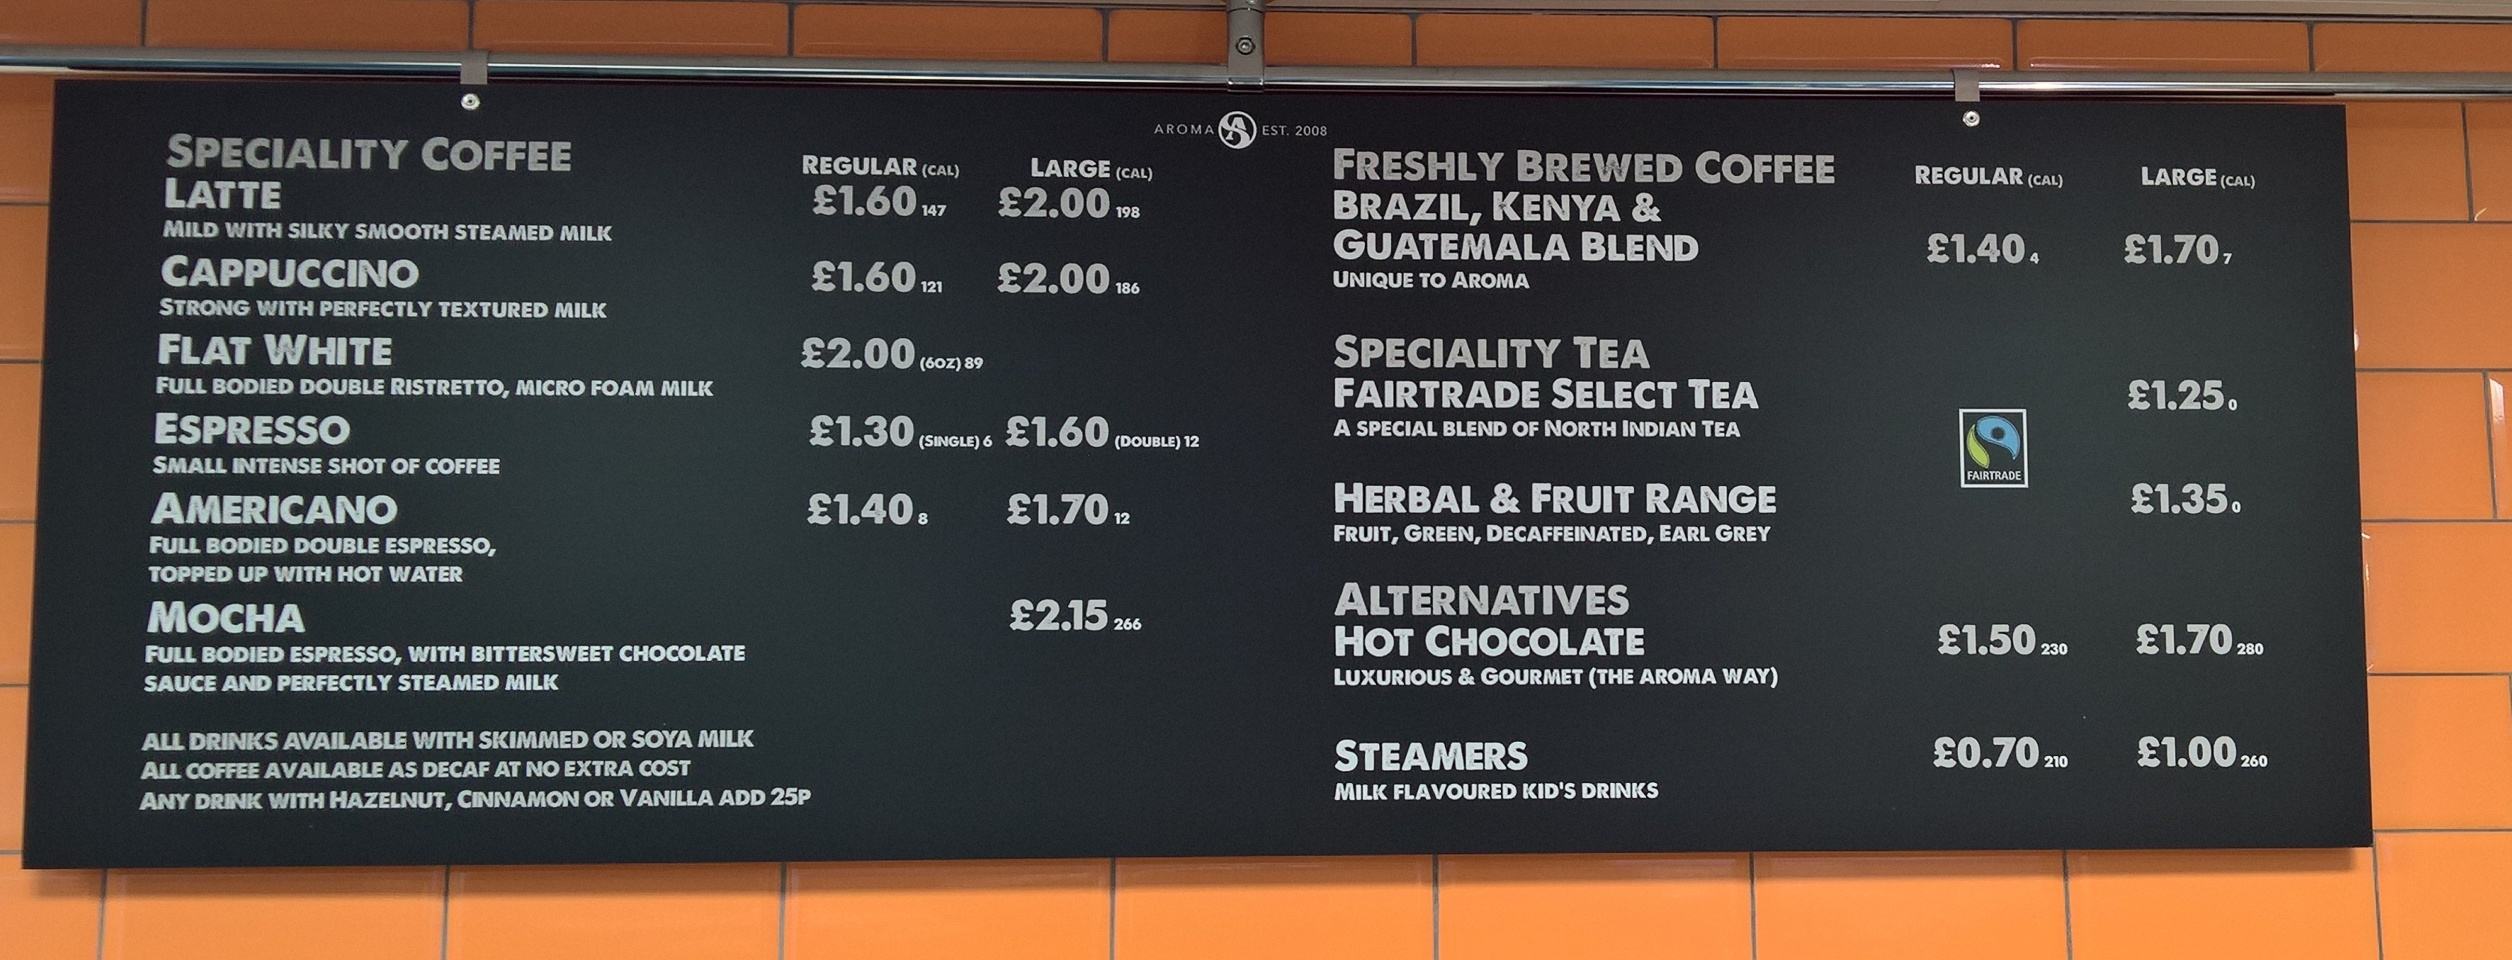 AROMA EST. 2008
SPECIALITY COFFEE REGULAR (CAL) LARGE (CAL)
LATTE £1.60 147 £2.00 198
MILD WITH SILKY SMOOTH STEAMED MILK
CAPPUCCINO £1.60 121 £2.00 186
STRONG WITH PERFECTLY TEXTURED MILK
FLAT WHITE £2.00 (6OZ) 89
FULL BODIED DOUBLE RISTRETTO, MICRO FOAM MILK
ESPRESSO £1.30 (SINGLE) 6 £1.60 (DOUBLE) 12
SMALL INTENSE SHOT OF COFFEE
AMERICANO £1.40 8 £1.70 12
FULL BODIED DOUBLE ESPRESSO,
TOPPED UP WITH HOT WATER
MOCHA £2.15 266
FULL BODIED ESPRESSO, WITH BITTERSWEET CHOCOLATE
SAUCE AND PERFECTLY STEAMED MILK
ALL DRINKS AVAILABLE WITH SKIMMED OR SOYA MILK
ALL COFFEE AVAILABLE AS DECAF AT NO EXTRA COST
ANY DRINK WITH HAZELNUT, CINNAMON OR VANILLA ADD 25P
FRESHLY BREWED COFFEE REGULAR (CAL) LARGE (CAL)
BRAZIL, KENYA &
GUATEMALA BLEND £1.40 4 £1.70 7
UNIQUE TO AROMA
SPECIALITY TEA
FAIRTRADE SELECT TEA £1.25 0
A SPECIAL BLEND OF NORTH INDIAN TEA
FAIRTRADE
HERBAL & FRUIT RANGE £1.35 0
FRUIT, GREEN, DECAFFEINATED, EARL GREY
ALTERNATIVES
HOT CHOCOLATE £1.50 230 £1.70 280
LUXURIOUS & GOURMET (THE AROMA WAY)
STEAMERS £0.70 210 £1.00 260
MILK FLAVOURED KID'S DRINKS